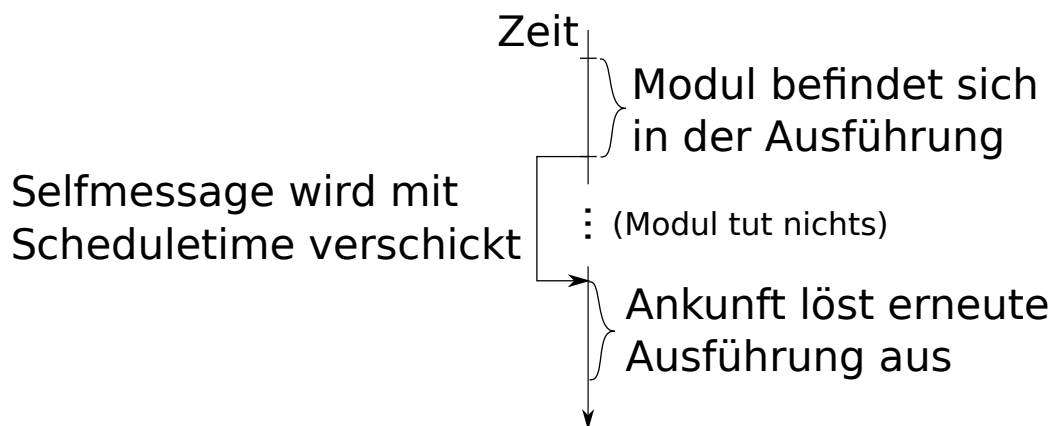 Zeit
Modul befindet sich
in der Ausführung
Selfmessage wird mit
Scheduletime verschickt
(Modul tut nichts)
Ankunft löst erneute
Ausführung aus